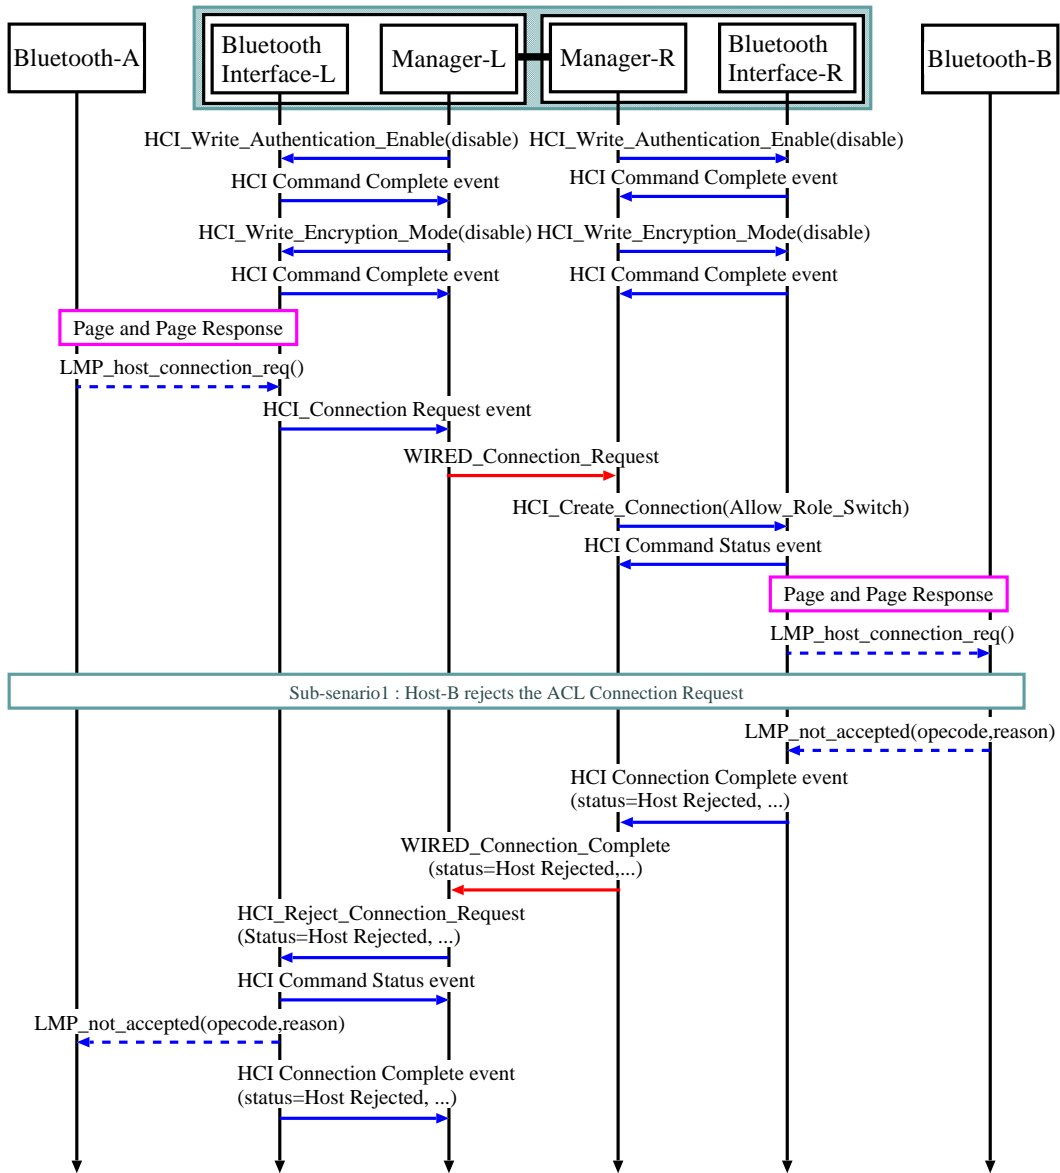 Bluetooth-A
Bluetooth
Interface-L
Manager-L
Manager-R
Bluetooth
Interface-R
Bluetooth-B
HCI_Write_Authentication_Enable(disable)
HCI_Write_Authentication_Enable(disable)
HCI Command Complete event
HCI Command Complete event
HCI_Write_Encryption_Mode(disable)
HCI_Write_Encryption_Mode(disable)
HCI Command Complete event
HCI Command Complete event
Page and Page Response
LMP_host_connection_req()
HCI_Connection Request event
WIRED_Connection_Request
HCI_Create_Connection(Allow_Role_Switch)
HCI Command Status event
Page and Page Response
LMP_host_connection_req()
Sub-senario1 : Host-B rejects the ACL Connection Request
LMP_not_accepted(opecode,reason)
HCI Connection Complete event
(status=Host Rejected, ...)
WIRED_Connection_Complete
(status=Host Rejected,...)
HCI_Reject_Connection_Request
(Status=Host Rejected, ...)
HCI Command Status event
LMP_not_accepted(opecode,reason)
HCI Connection Complete event
(status=Host Rejected, ...)